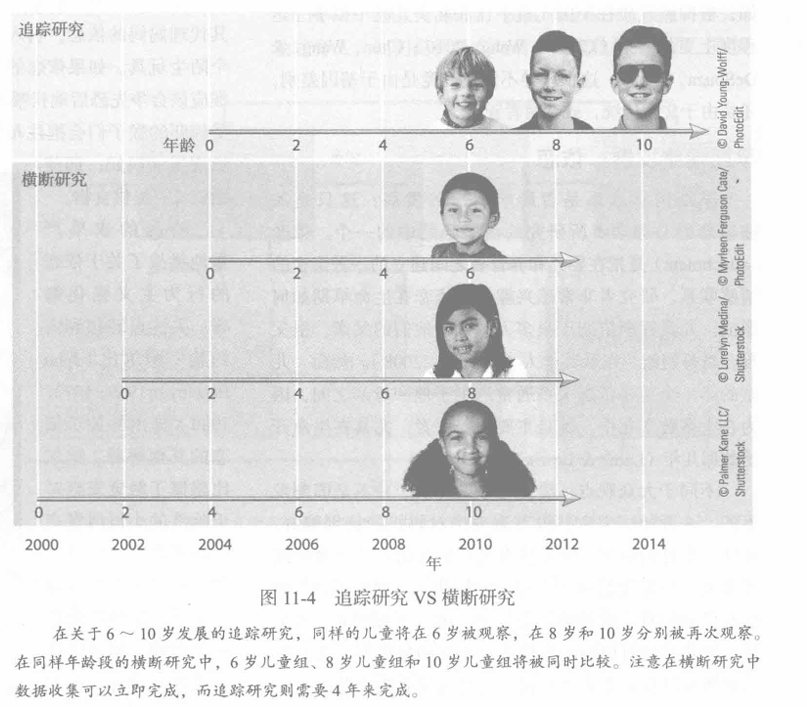 追踪研究
年龄 0 2 4 6 8 10
© David Young-Wolff/
PhotoEdit
横断研究
0 2 4 6
© Myrleen Ferguson Cate/
PhotoEdit
0 2 4 6 8
© Lorelyn Medina/
Shutterstock
0 2 4 6 8 10
© Palmer Kane LLC/
Shutterstock
2000 2002 2004 2006 2008 2010 2012 2014
年
图 11-4 追踪研究 VS 横断研究
在关于 6～10 岁发展的追踪研究，同样的儿童将在 6 岁被观察，在 8 岁和 10 岁分别被再次观察。
在同样年龄段的横断研究中，6 岁儿童组、8 岁儿童组和 10 岁儿童组将被同时比较。注意在横断研究中
数据收集可以立即完成，而追踪研究则需要 4 年来完成。